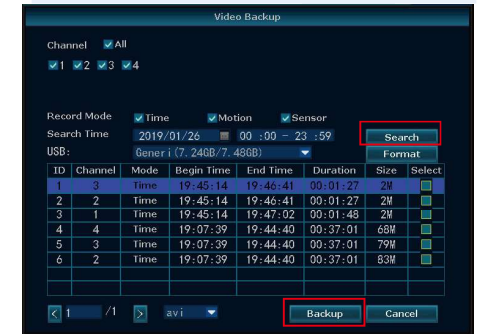 Video Backup
Channel All
1 2 3 4
Record Mode Time Motion Sensor
Search Time 2019/01/26 00 :00 - 23 :59 Search
USB: Generi(7.24GB/7.48GB) Format
ID Channel Mode Begin Time End Time Duration Size Select
1 3 Time 19:45:14 19:46:41 00:01:27 2M
2 2 Time 19:45:14 19:46:41 00:01:27 2M
3 1 Time 19:45:14 19:47:02 00:01:48 2M
4 4 Time 19:07:39 19:44:40 00:37:01 68M
5 3 Time 19:07:39 19:44:40 00:37:01 79M
6 2 Time 19:07:39 19:44:40 00:37:01 83M
< 1 /1 > avi Backup Cancel